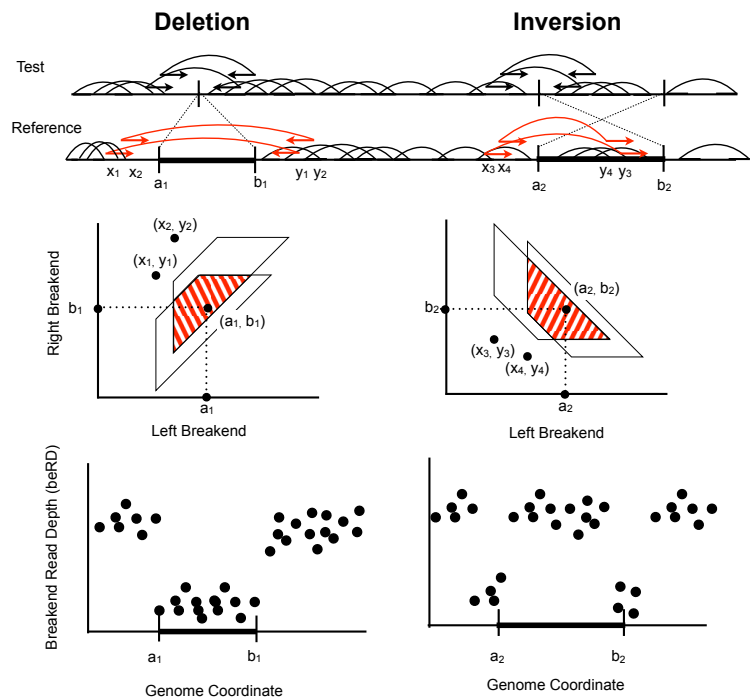 Deletion Inversion
Test
Reference
x1 x2 a1 b1 y1 y2 x3 x4 a2 y4 y3 b2
(x2, y2)
(x1, y1)
(a1, b1)
b1
a1
Right Breakend
Left Breakend
(a2, b2)
b2
(x3, y3)
(x4, y4)
a2
Left Breakend
Breakend Read Depth (beRD)
a1 b1
Genome Coordinate
a2 b2
Genome Coordinate